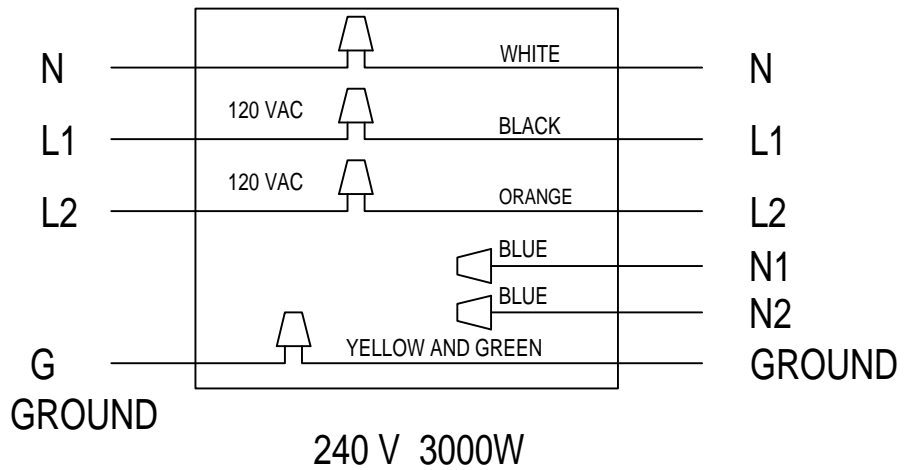 N WHITE N
120 VAC
L1 BLACK L1
120 VAC
L2 ORANGE L2
BLUE N1
BLUE N2
YELLOW AND GREEN
G GROUND
GROUND
240 V 3000W